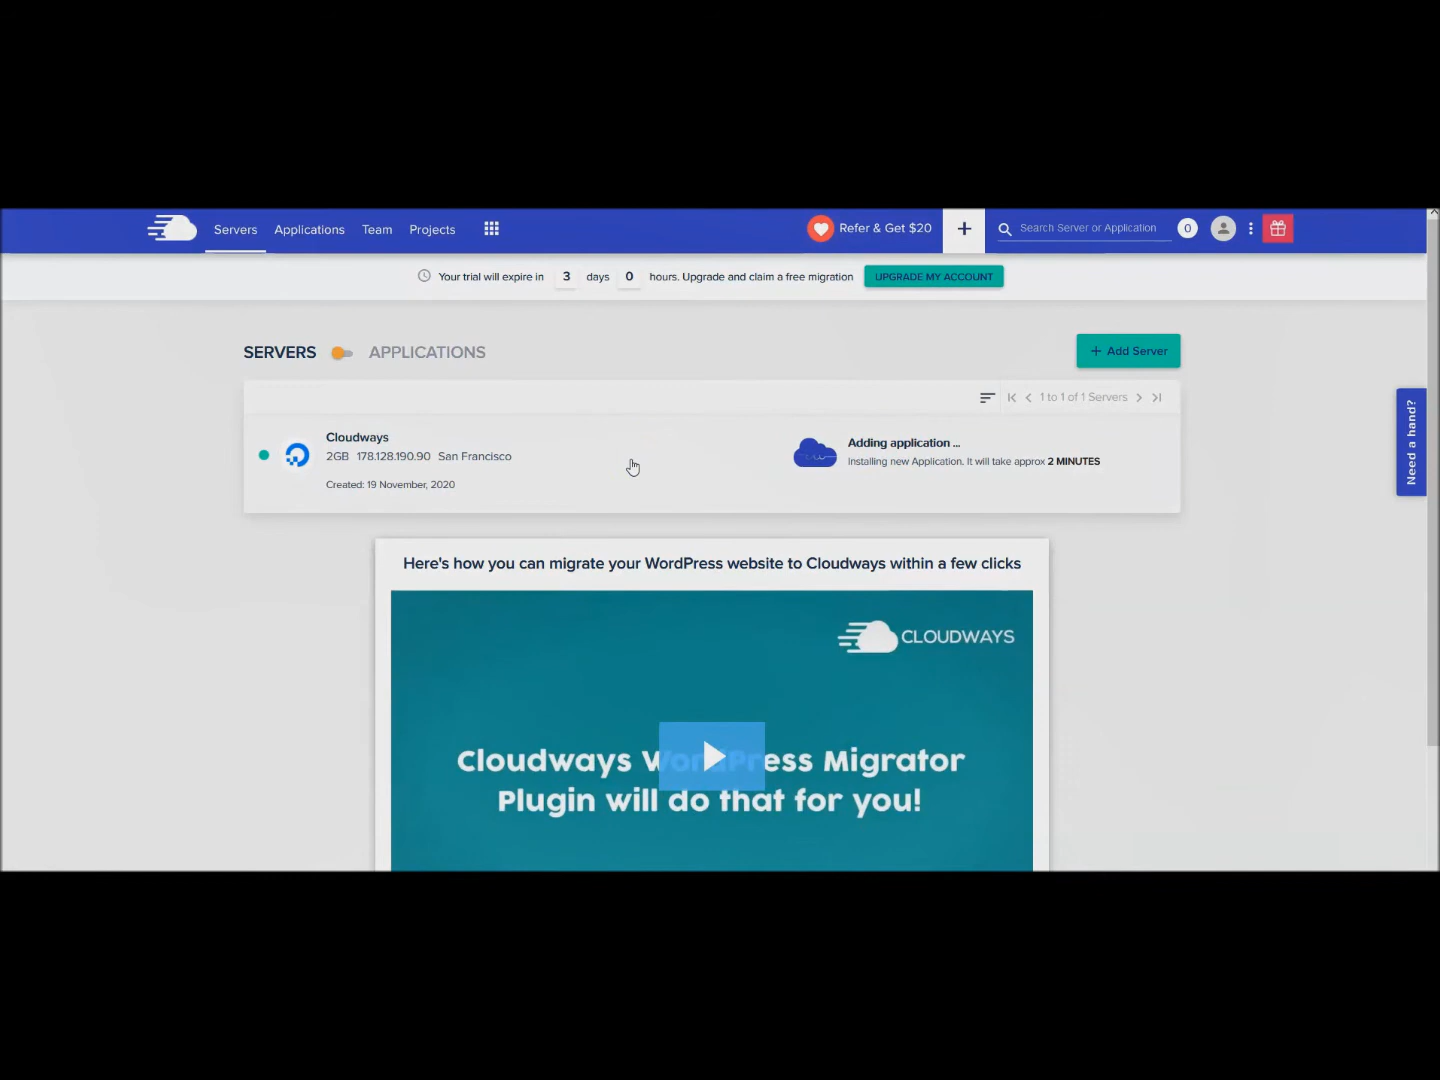 Servers Applications Team Projects Refer & Get $20 + Search Server or Application 0
Your trial will expire in 3 days 0 hours. Upgrade and claim a free migration UPGRADE MY ACCOUNT
SERVERS APPLICATIONS + Add Server
1 to 1 of 1 Servers
Cloudways
2GB 178.128.190.90 San Francisco
Created: 19 November, 2020
Adding application ...
Installing new Application. It will take approx 2 MINUTES
Need a hand?
Here's how you can migrate your WordPress website to Cloudways within a few clicks
CLOUDWAYS
Cloudways WordPress Migrator
Plugin will do that for you!